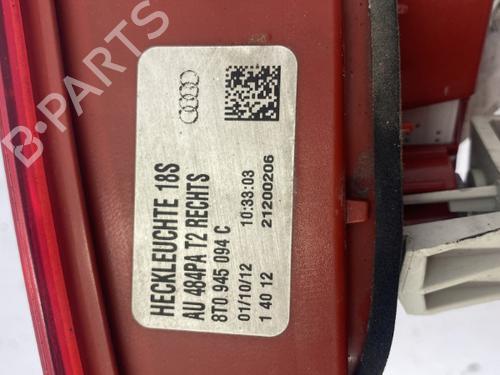 HECKLEUCHTE 18S
AU 484PA T2 RECHTS
8T0 945 094 C
01/10/12 10:38:03
1 40 12 21200206
B-PARTS